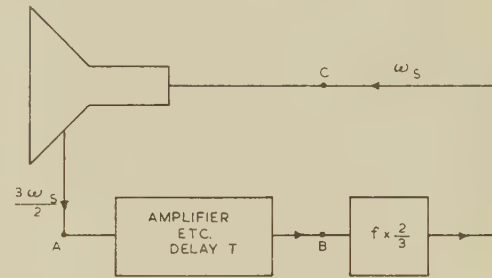 C
ω S
3 ω S
2
A
AMPLIFIER
ETC.
DELAY T
B
f × 2
3